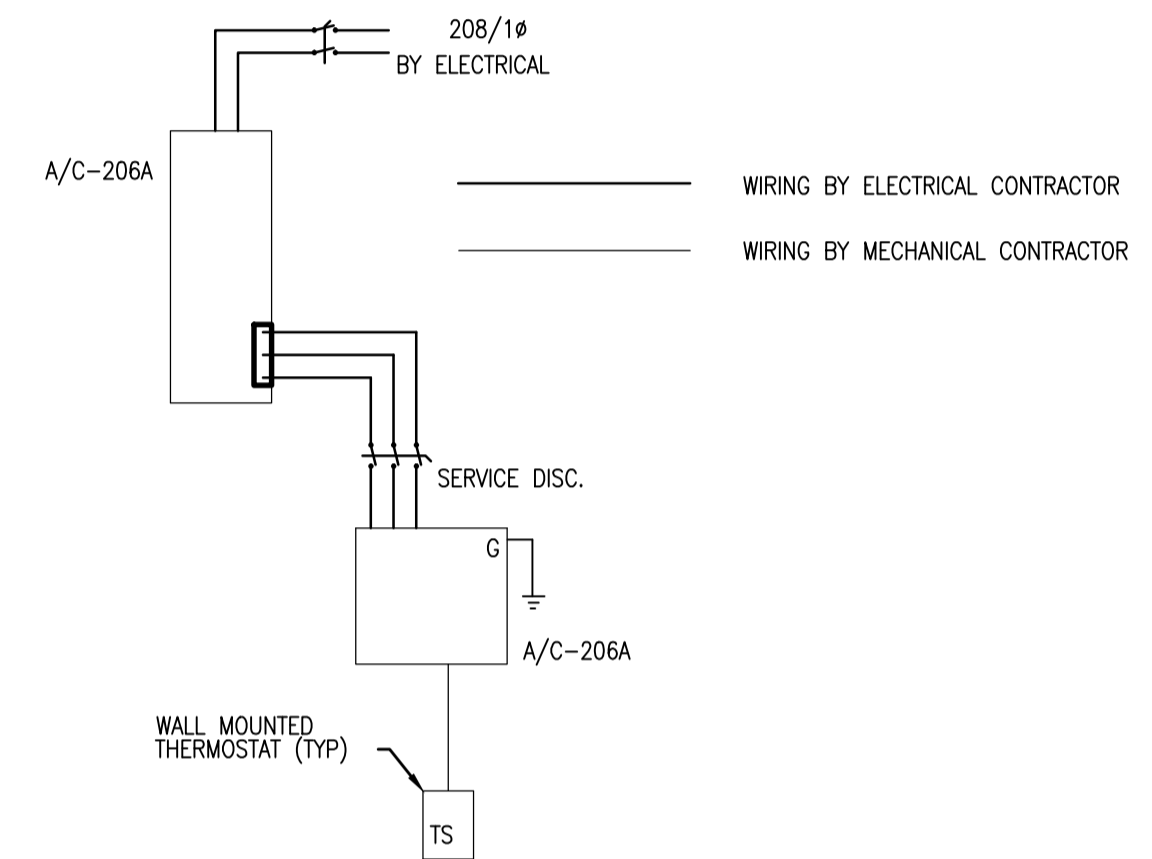 208/1ø
BY ELECTRICAL
A/C-206A
WIRING BY ELECTRICAL CONTRACTOR
WIRING BY MECHANICAL CONTRACTOR
SERVICE DISC.
G
A/C-206A
WALL MOUNTED
THERMOSTAT (TYP)
TS